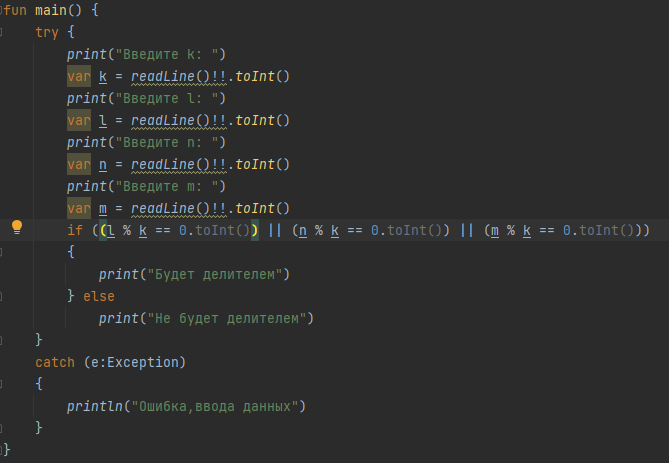 fun main() {
try {
print("Введите k: ")
var k = readLine()!!.toInt()
print("Введите l: ")
var l = readLine()!!.toInt()
print("Введите n: ")
var n = readLine()!!.toInt()
print("Введите m: ")
var m = readLine()!!.toInt()
if ((l % k == 0.toInt()) || (n % k == 0.toInt()) || (m % k == 0.toInt()))
{
print("Будет делителем")
} else
print("Не будет делителем")
}
catch (e:Exception)
{
println("Ошибка,ввода данных")
}
}